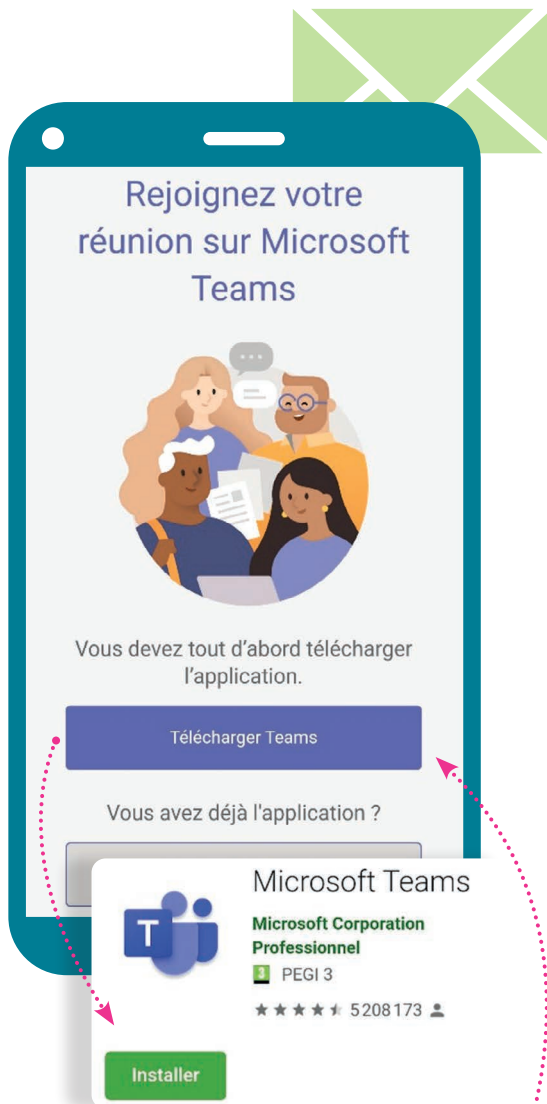 Rejoignez votre
réunion sur Microsoft
Teams
Vous devez tout d'abord télécharger
l'application.
Télécharger Teams
Vous avez déjà l'application ?
Microsoft Teams
T
Microsoft Corporation
Professionnel
3 PEGI 3
5208173
Installer